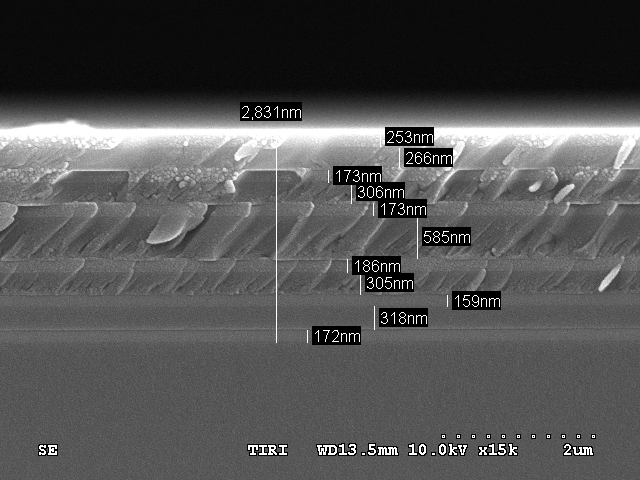 2,831nm
253nm
266nm
173nm
306nm
173nm
585nm
186nm
305nm
159nm
318nm
172nm
SE TIRI WD13.5mm 10.0kV x15k 2um